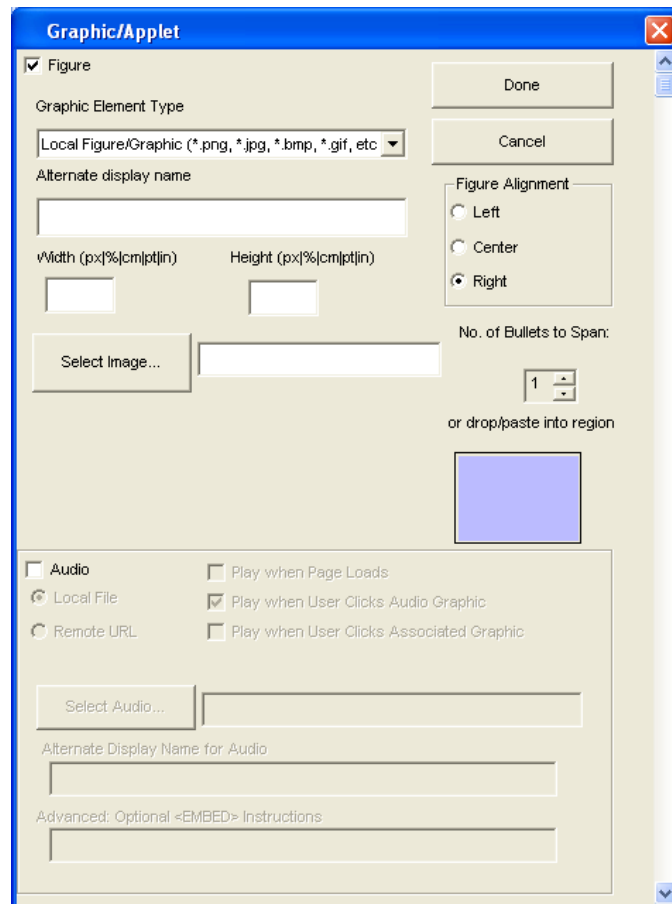 Graphic/Applet
Figure
Done
Graphic Element Type
Local Figure/Graphic (*.png, *.jpg, *.bmp, *.gif, etc
Cancel
Alternate display name
Figure Alignment
Left
Width (px|%|cm|pt|in) Height (px|%|cm|pt|in)
Center
Right
No. of Bullets to Span:
Select Image...
1
or drop/paste into region
Audio
Play when Page Loads
Local File
Play when User Clicks Audio Graphic
Remote URL
Play when User Clicks Associated Graphic
Select Audio...
Alternate Display Name for Audio
Advanced: Optional <EMBED> Instructions